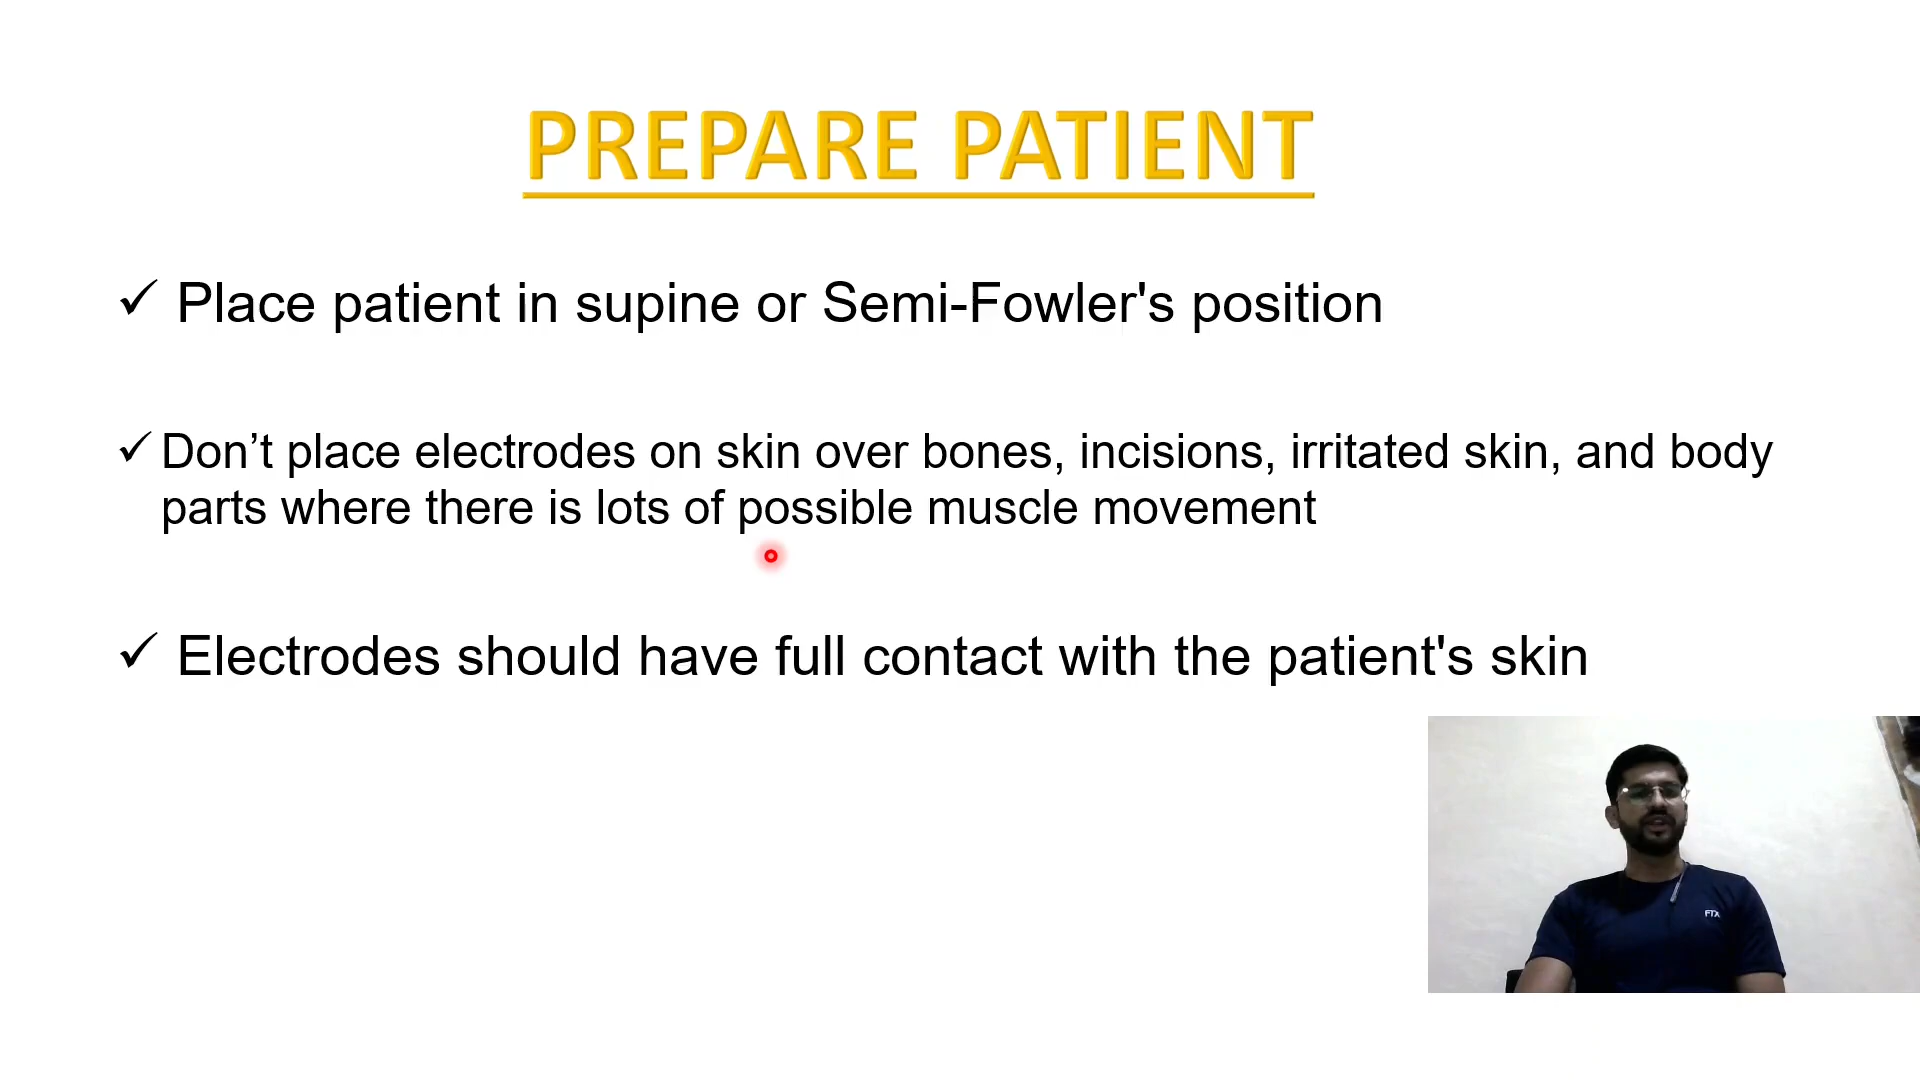 PREPARE PATIENT
✓ Place patient in supine or Semi-Fowler's position
✓ Don’t place electrodes on skin over bones, incisions, irritated skin, and body
parts where there is lots of possible muscle movement
✓ Electrodes should have full contact with the patient's skin
FTX